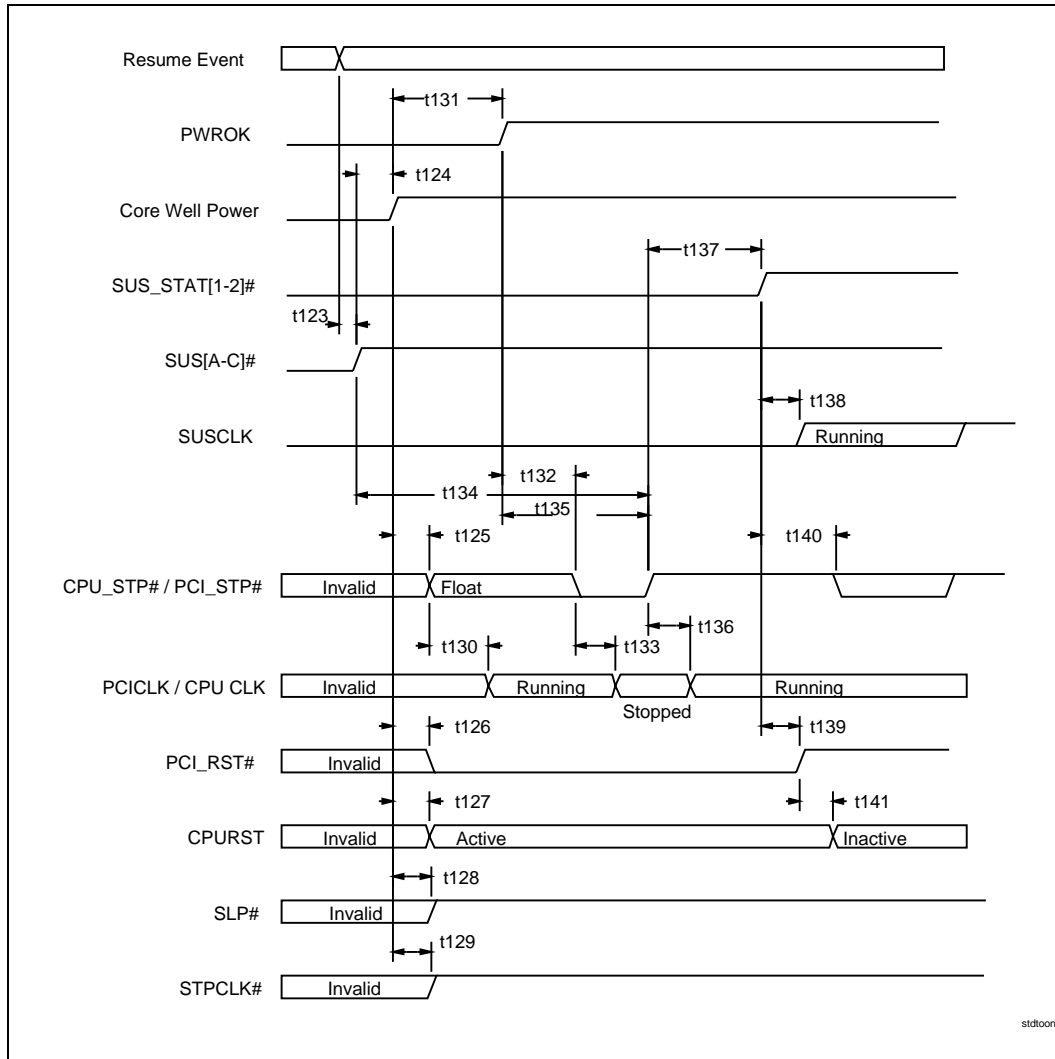 Resume Event
t131
PWROK
t124
Core Well Power
t137
SUS_STAT[1-2]#
t123
SUS[A-C]#
t138
SUSCLK
Running
t132
t134
t135
t125
t140
CPU_STP# / PCI_STP#
Invalid
Float
t136
t130
t133
PCICLK / CPU CLK
Invalid
Running
Running
Stopped
t126
t139
PCI_RST#
Invalid
t127
t141
CPURST
Invalid
Active
Inactive
t128
SLP#
Invalid
t129
STPCLK#
Invalid
stdtoon